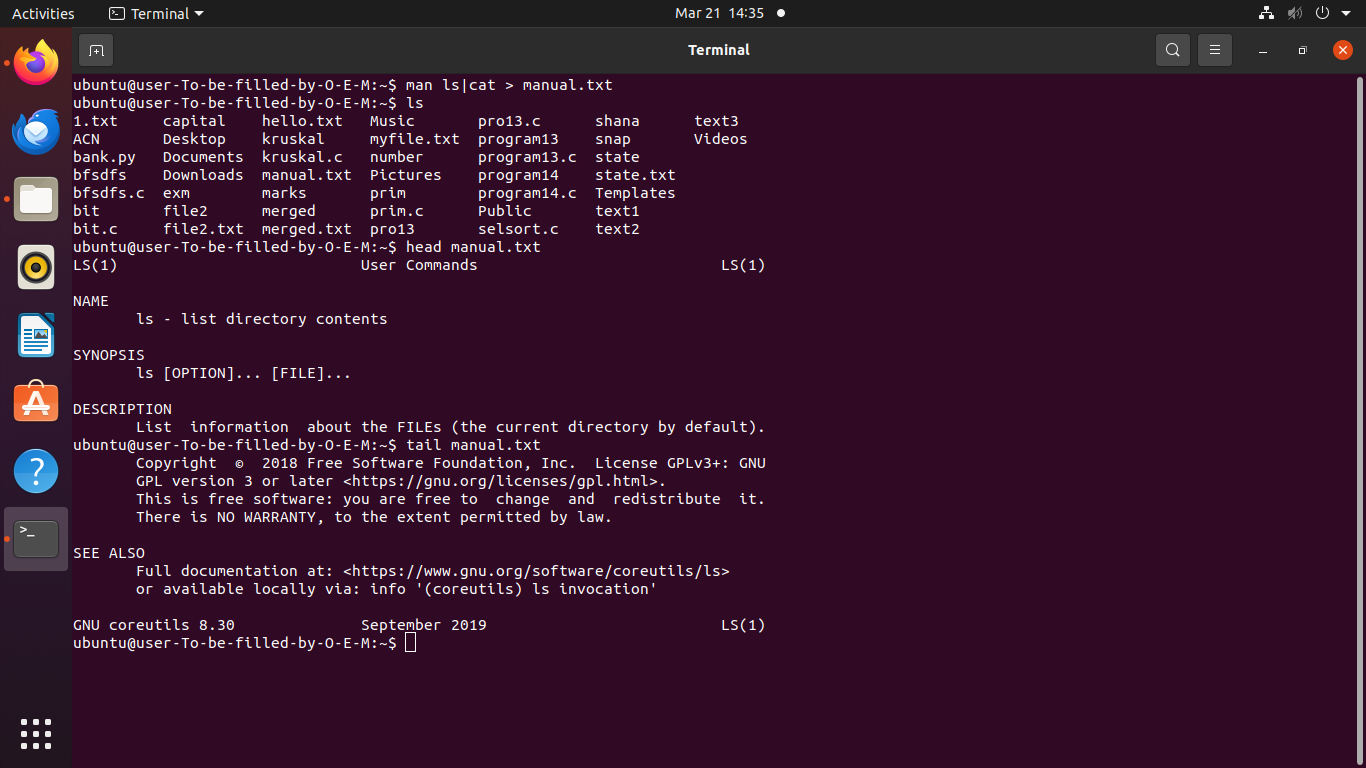 Activities Terminal Mar 21 14:35
Terminal
ubuntu@user-To-be-filled-by-O-E-M:~$ man ls|cat > manual.txt
ubuntu@user-To-be-filled-by-O-E-M:~$ ls
1.txt     capital    hello.txt   Music       pro13.c      shana      text3
ACN       Desktop    kruskal     myfile.txt  program13    snap       Videos
bank.py   Documents  kruskal.c   number      program13.c  state
bfsdfs    Downloads  manual.txt  Pictures    program14    state.txt
bfsdfs.c  exm        marks       prim        program14.c  Templates
bit       file2      merged      prim.c      Public       text1
bit.c     file2.txt  merged.txt  pro13       selsort.c    text2
ubuntu@user-To-be-filled-by-O-E-M:~$ head manual.txt
LS(1)                           User Commands                           LS(1)
NAME
       ls - list directory contents
SYNOPSIS
       ls [OPTION]... [FILE]...
DESCRIPTION
       List  information  about the FILEs (the current directory by default).
ubuntu@user-To-be-filled-by-O-E-M:~$ tail manual.txt
       Copyright  ©  2018 Free Software Foundation, Inc.  License GPLv3+: GNU
       GPL version 3 or later <https://gnu.org/licenses/gpl.html>.
       This is free software: you are free to  change  and  redistribute  it.
       There is NO WARRANTY, to the extent permitted by law.
SEE ALSO
       Full documentation at: <https://www.gnu.org/software/coreutils/ls>
       or available locally via: info '(coreutils) ls invocation'
GNU coreutils 8.30              September 2019                          LS(1)
ubuntu@user-To-be-filled-by-O-E-M:~$